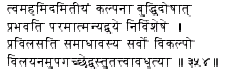 त्वमहमिदमितीयं कल्पना बुद्धिदोषात्
प्रभवति परमात्मन्यद्वये निर्विशेषे ।
प्रविलसति समाधावस्य सर्वो विकल्पो
विलयनमुपगच्छेद्वस्तुतत्त्वावधृत्या ॥ ३५४॥